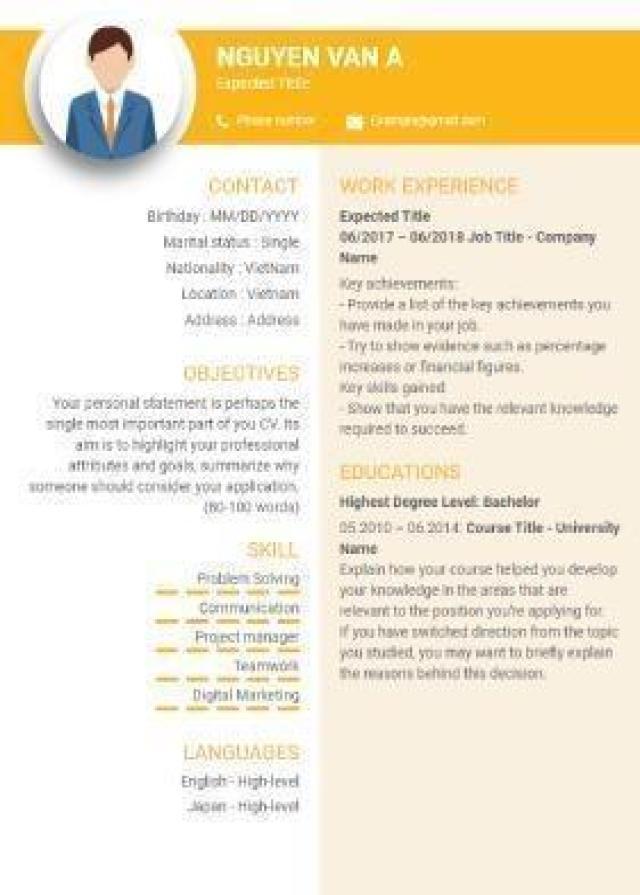 NGUYEN VAN A
Expected Title
Phone number
Example@gmail.com
CONTACT
Birthday : MM/DD/YYYY
Marital status : Single
Nationality : VietNam
Location : Vietnam
Address : Address
OBJECTIVES
Your personal statement is perhaps the
single most important part of you CV. Its
aim is to highlight your professional
attributes and goals, summarize why
someone should consider your application.
(80-100 words)
SKILL
Problem Solving
Communication
Project manager
Teamwork
Digital Marketing
LANGUAGES
English - High-level
Japan - High-level
WORK EXPERIENCE
Expected Title
06/2017 – 06/2018 Job Title - Company
Name
Key achievements:
- Provide a list of the key achievements you
have made in your job.
- Try to show evidence such as percentage
increases or financial figures.
Key skills gained
- Show that you have the relevant knowledge
required to succeed.
EDUCATIONS
Highest Degree Level: Bachelor
05.2010 – 06.2014: Course Title - University
Name
Explain how your course helped you develop
your knowledge in the areas that are
relevant to the position you're applying for.
If you have switched direction from the topic
you studied, you may want to briefly explain
the reasons behind this decision.